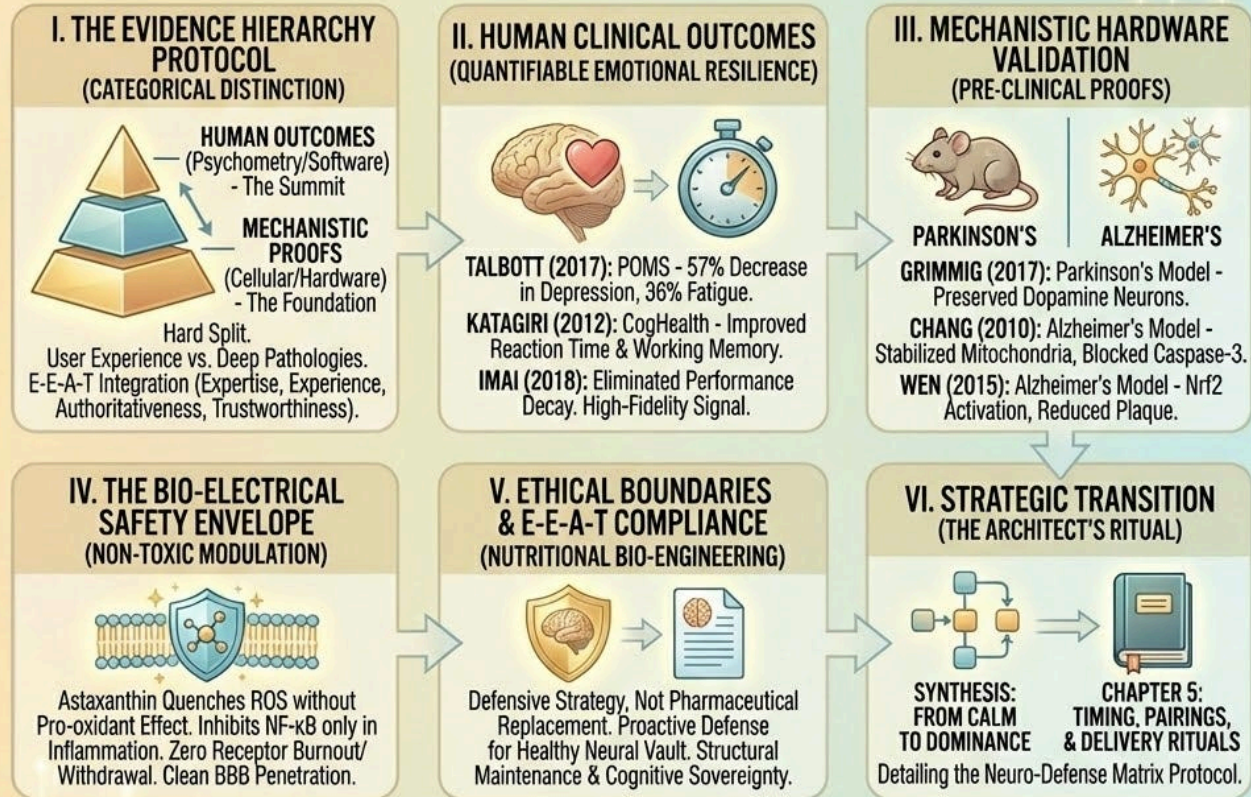 I. THE EVIDENCE HIERARCHY
PROTOCOL
(CATEGORICAL DISTINCTION)
HUMAN OUTCOMES
(Psychometry/Software)
- The Summit
MECHANISTIC
PROOFS
(Cellular/Hardware)
- The Foundation
Hard Split.
User Experience vs. Deep Pathologies.
E-E-A-T Integration (Expertise, Experience,
Authoritativeness, Trustworthiness).
II. HUMAN CLINICAL OUTCOMES
(QUANTIFIABLE EMOTIONAL RESILIENCE)
TALBOTT (2017): POMS - 57% Decrease
in Depression, 36% Fatigue.
KATAGIRI (2012): CogHealth - Improved
Reaction Time & Working Memory.
IMAI (2018): Eliminated Performance
Decay. High-Fidelity Signal.
III. MECHANISTIC HARDWARE
VALIDATION
(PRE-CLINICAL PROOFS)
PARKINSON'S
ALZHEIMER'S
GRIMMIG (2017): Parkinson's Model -
Preserved Dopamine Neurons.
CHANG (2010): Alzheimer's Model -
Stabilized Mitochondria, Blocked Caspase-3.
WEN (2015): Alzheimer's Model - Nrf2
Activation, Reduced Plaque.
IV. THE BIO-ELECTRICAL
SAFETY ENVELOPE
(NON-TOXIC MODULATION)
Astaxanthin Quenches ROS without
Pro-oxidant Effect. Inhibits NF-κB only in
Inflammation. Zero Receptor Burnout/
Withdrawal. Clean BBB Penetration.
V. ETHICAL BOUNDARIES
& E-E-A-T COMPLIANCE
(NUTRITIONAL BIO-ENGINEERING)
Defensive Strategy, Not Pharmaceutical
Replacement. Proactive Defense
for Healthy Neural Vault. Structural
Maintenance & Cognitive Sovereignty.
VI. STRATEGIC TRANSITION
(THE ARCHITECT'S RITUAL)
SYNTHESIS:
FROM CALM
TO DOMINANCE
CHAPTER 5:
TIMING, PAIRINGS,
& DELIVERY RITUALS
Detailing the Neuro-Defense Matrix Protocol.